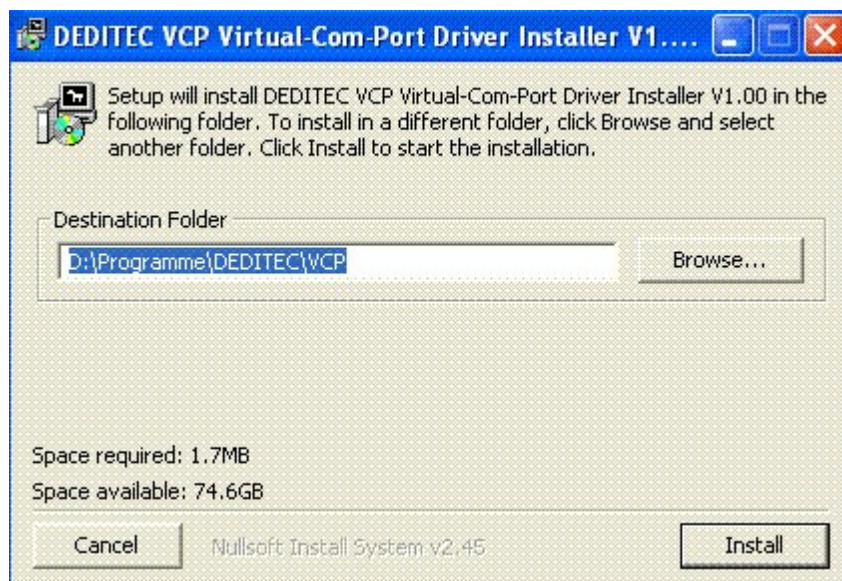 DEDITEC VCP Virtual-Com-Port Driver Installer V1....
Setup will install DEDITEC VCP Virtual-Com-Port Driver Installer V1.00 in the
following folder. To install in a different folder, click Browse and select
another folder. Click Install to start the installation.
Destination Folder
D:\Programme\DEDITEC\VCP
Browse...
Space required: 1.7MB
Space available: 74.6GB
Cancel
Nullsoft Install System v2.45
Install